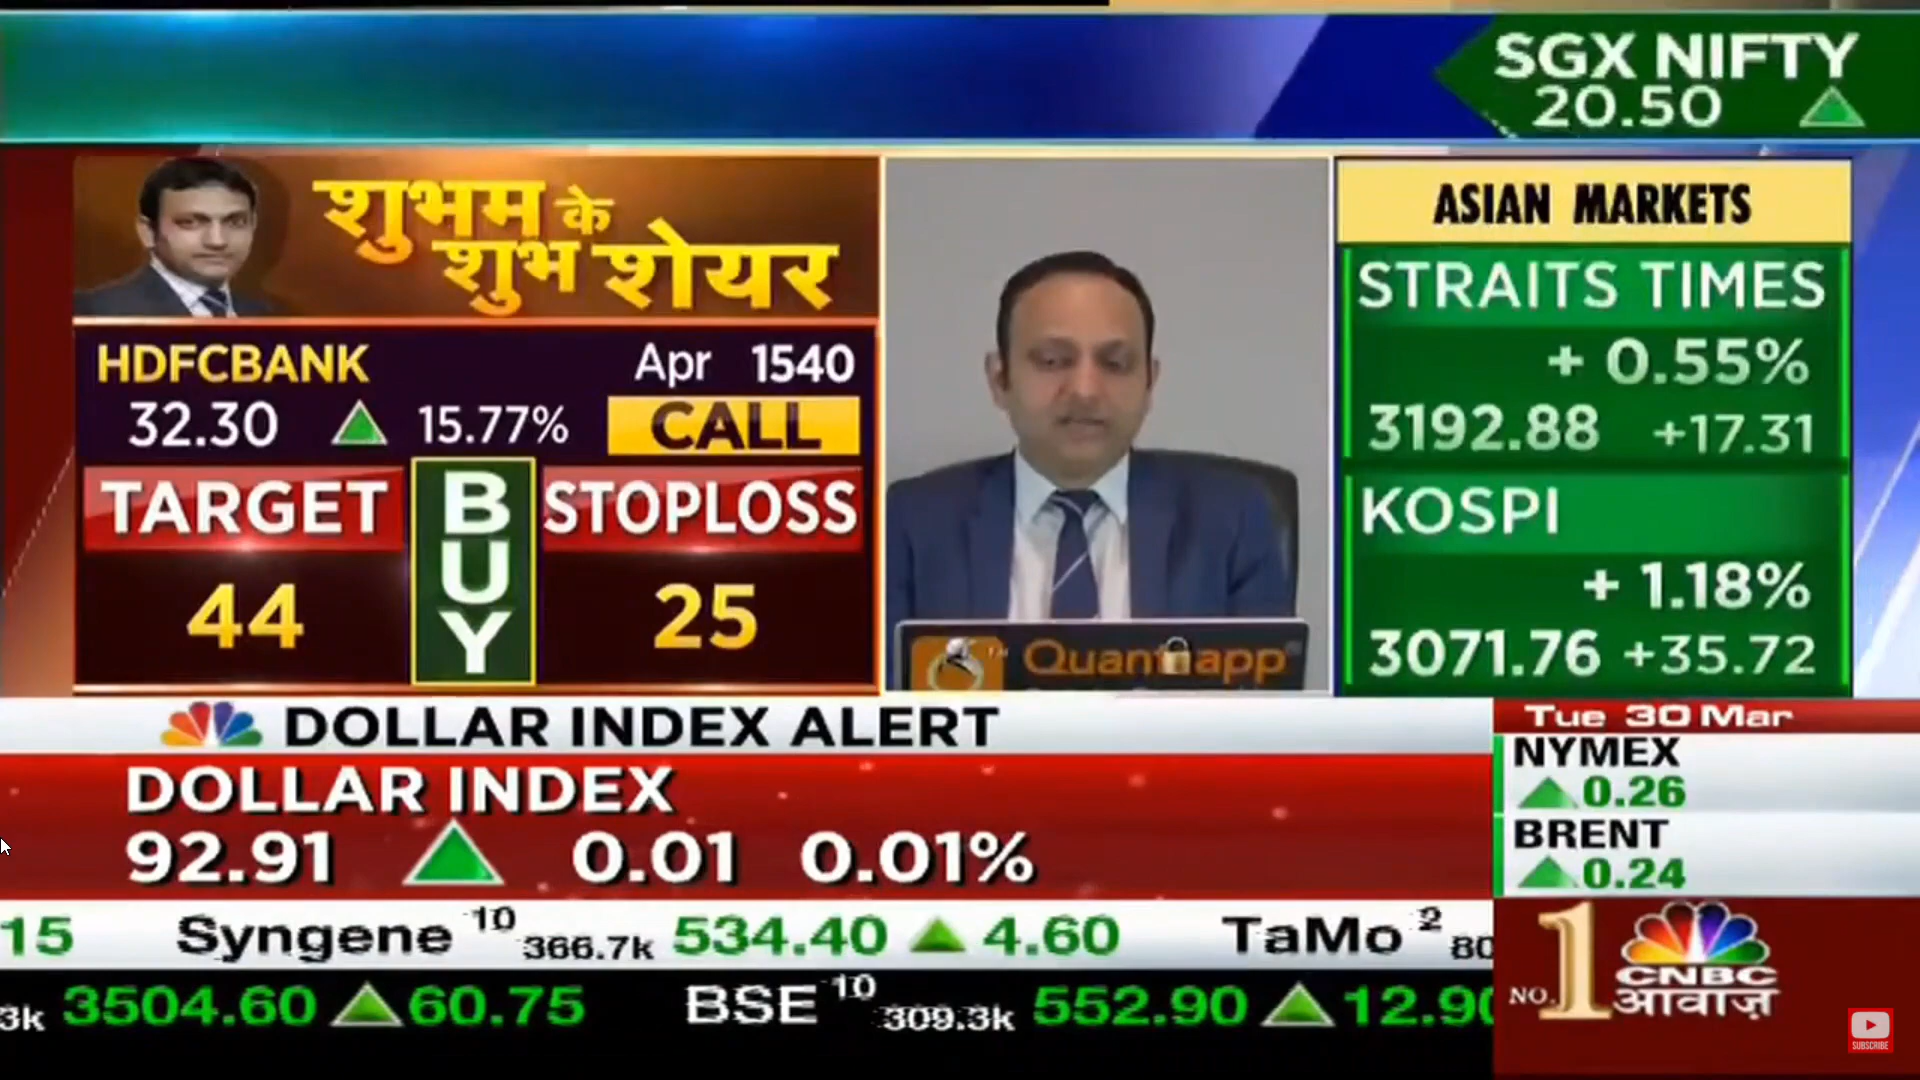 SGX NIFTY
20.50
शुभम के
शुभ शेयर
HDFCBANK Apr 1540
32.30 15.77% CALL
TARGET BUY STOPLOSS
44 25
ASIAN MARKETS
STRAITS TIMES
+ 0.55%
3192.88 +17.31
KOSPI
+ 1.18%
3071.76 +35.72
DOLLAR INDEX ALERT
DOLLAR INDEX
92.91 0.01 0.01%
Tue 30 Mar
NYMEX
0.26
BRENT
0.24
15 Syngene 10 366.7k 534.40 4.60 TaMo 2 80
3k 3504.60 60.75 BSE 10 309.3k 552.90 12.90
NO. 1 CNBC
आवाज़
SUBSCRIBE